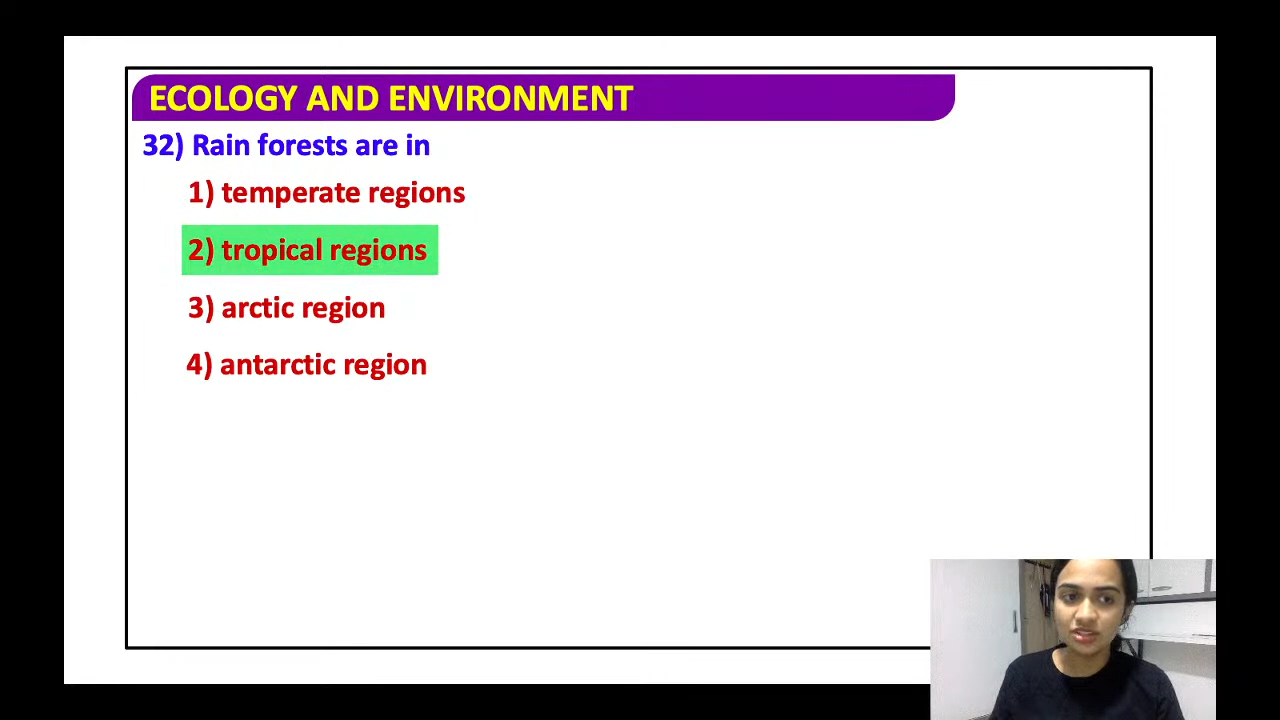 ECOLOGY AND ENVIRONMENT
32) Rain forests are in
1) temperate regions
2) tropical regions
3) arctic region
4) antarctic region